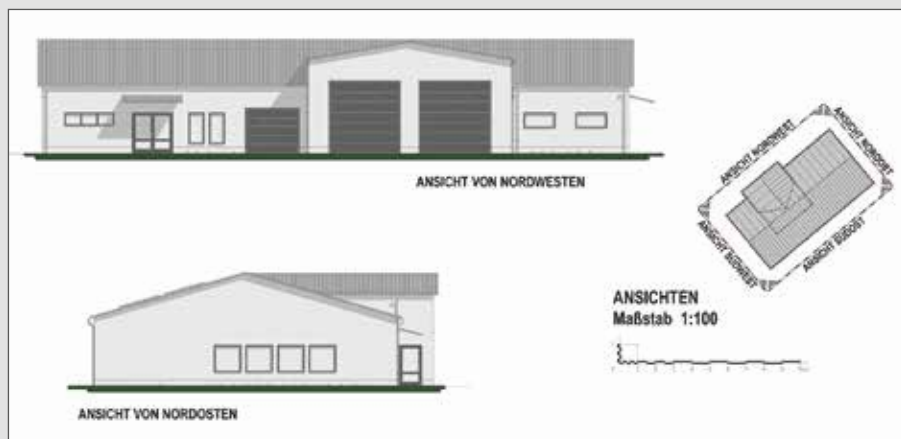 ANSICHT VON NORDWESTEN
ANSICHT NORDWEST
ANSICHT NORDOST
ANSICHT SÜDWEST
ANSICHT SÜDOST
ANSICHTEN
Maßstab 1:100
ANSICHT VON NORDOSTEN